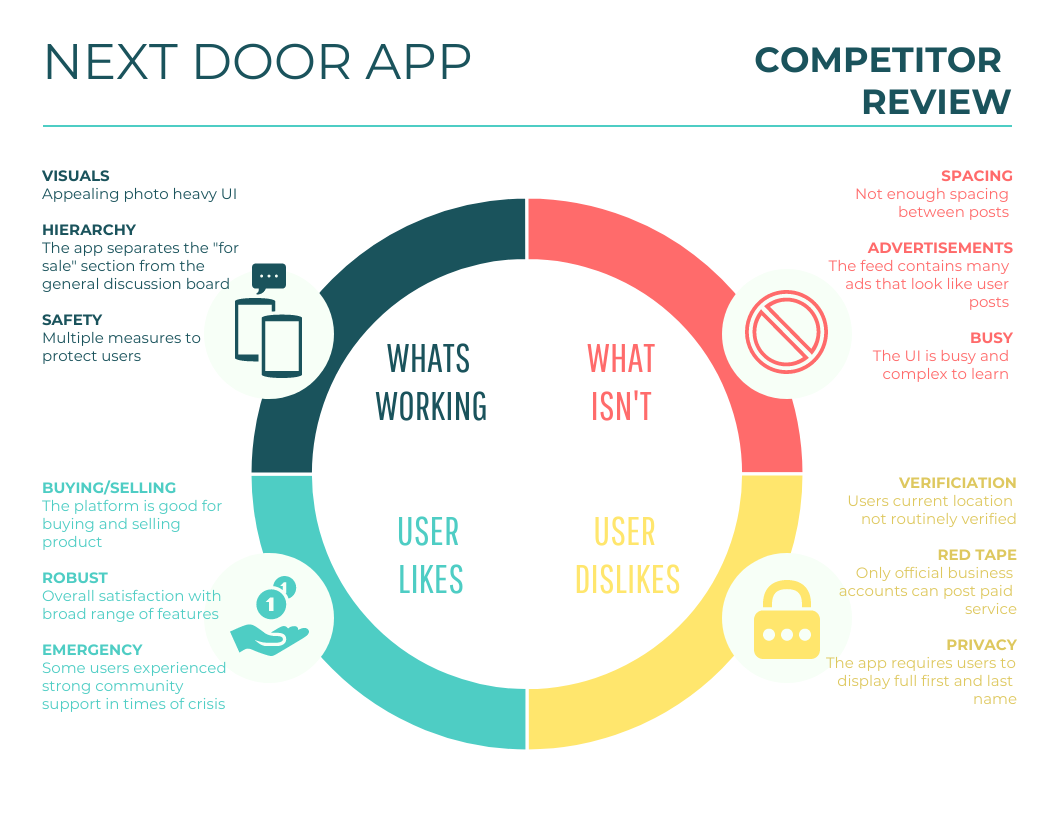 NEXT DOOR APP
COMPETITOR
REVIEW
VISUALS
Appealing photo heavy UI
HIERARCHY
The app separates the "for
sale" section from the
general discussion board
SAFETY
Multiple measures to
protect users
SPACING
Not enough spacing
between posts
ADVERTISEMENTS
The feed contains many
ads that look like user
posts
BUSY
The UI is busy and
complex to learn
WHATS
WORKING
WHAT
ISN'T
USER
LIKES
USER
DISLIKES
BUYING/SELLING
The platform is good for
buying and selling
product
ROBUST
Overall satisfaction with
broad range of features
EMERGENCY
Some users experienced
strong community
support in times of crisis
1
1
VERIFICIATION
Users current location
not routinely verified
RED TAPE
Only official business
accounts can post paid
service
PRIVACY
The app requires users to
display full first and last
name